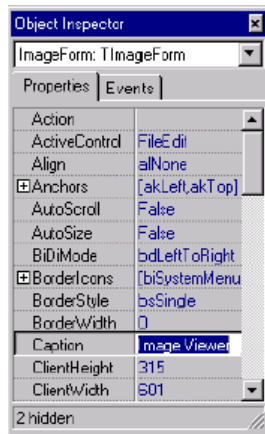 Object Inspector
ImageForm: TImageForm
Properties Events
Action
ActiveControl FileEdit
Align alNone
Anchors [akLeft,akTop]
AutoScroll False
AutoSize False
BiDiMode bdLeftToRight
BorderIcons [biSystemMenu
BorderStyle bsSingle
BorderWidth 0
Caption Image Viewer
ClientHeight 315
ClientWidth 601
2 hidden